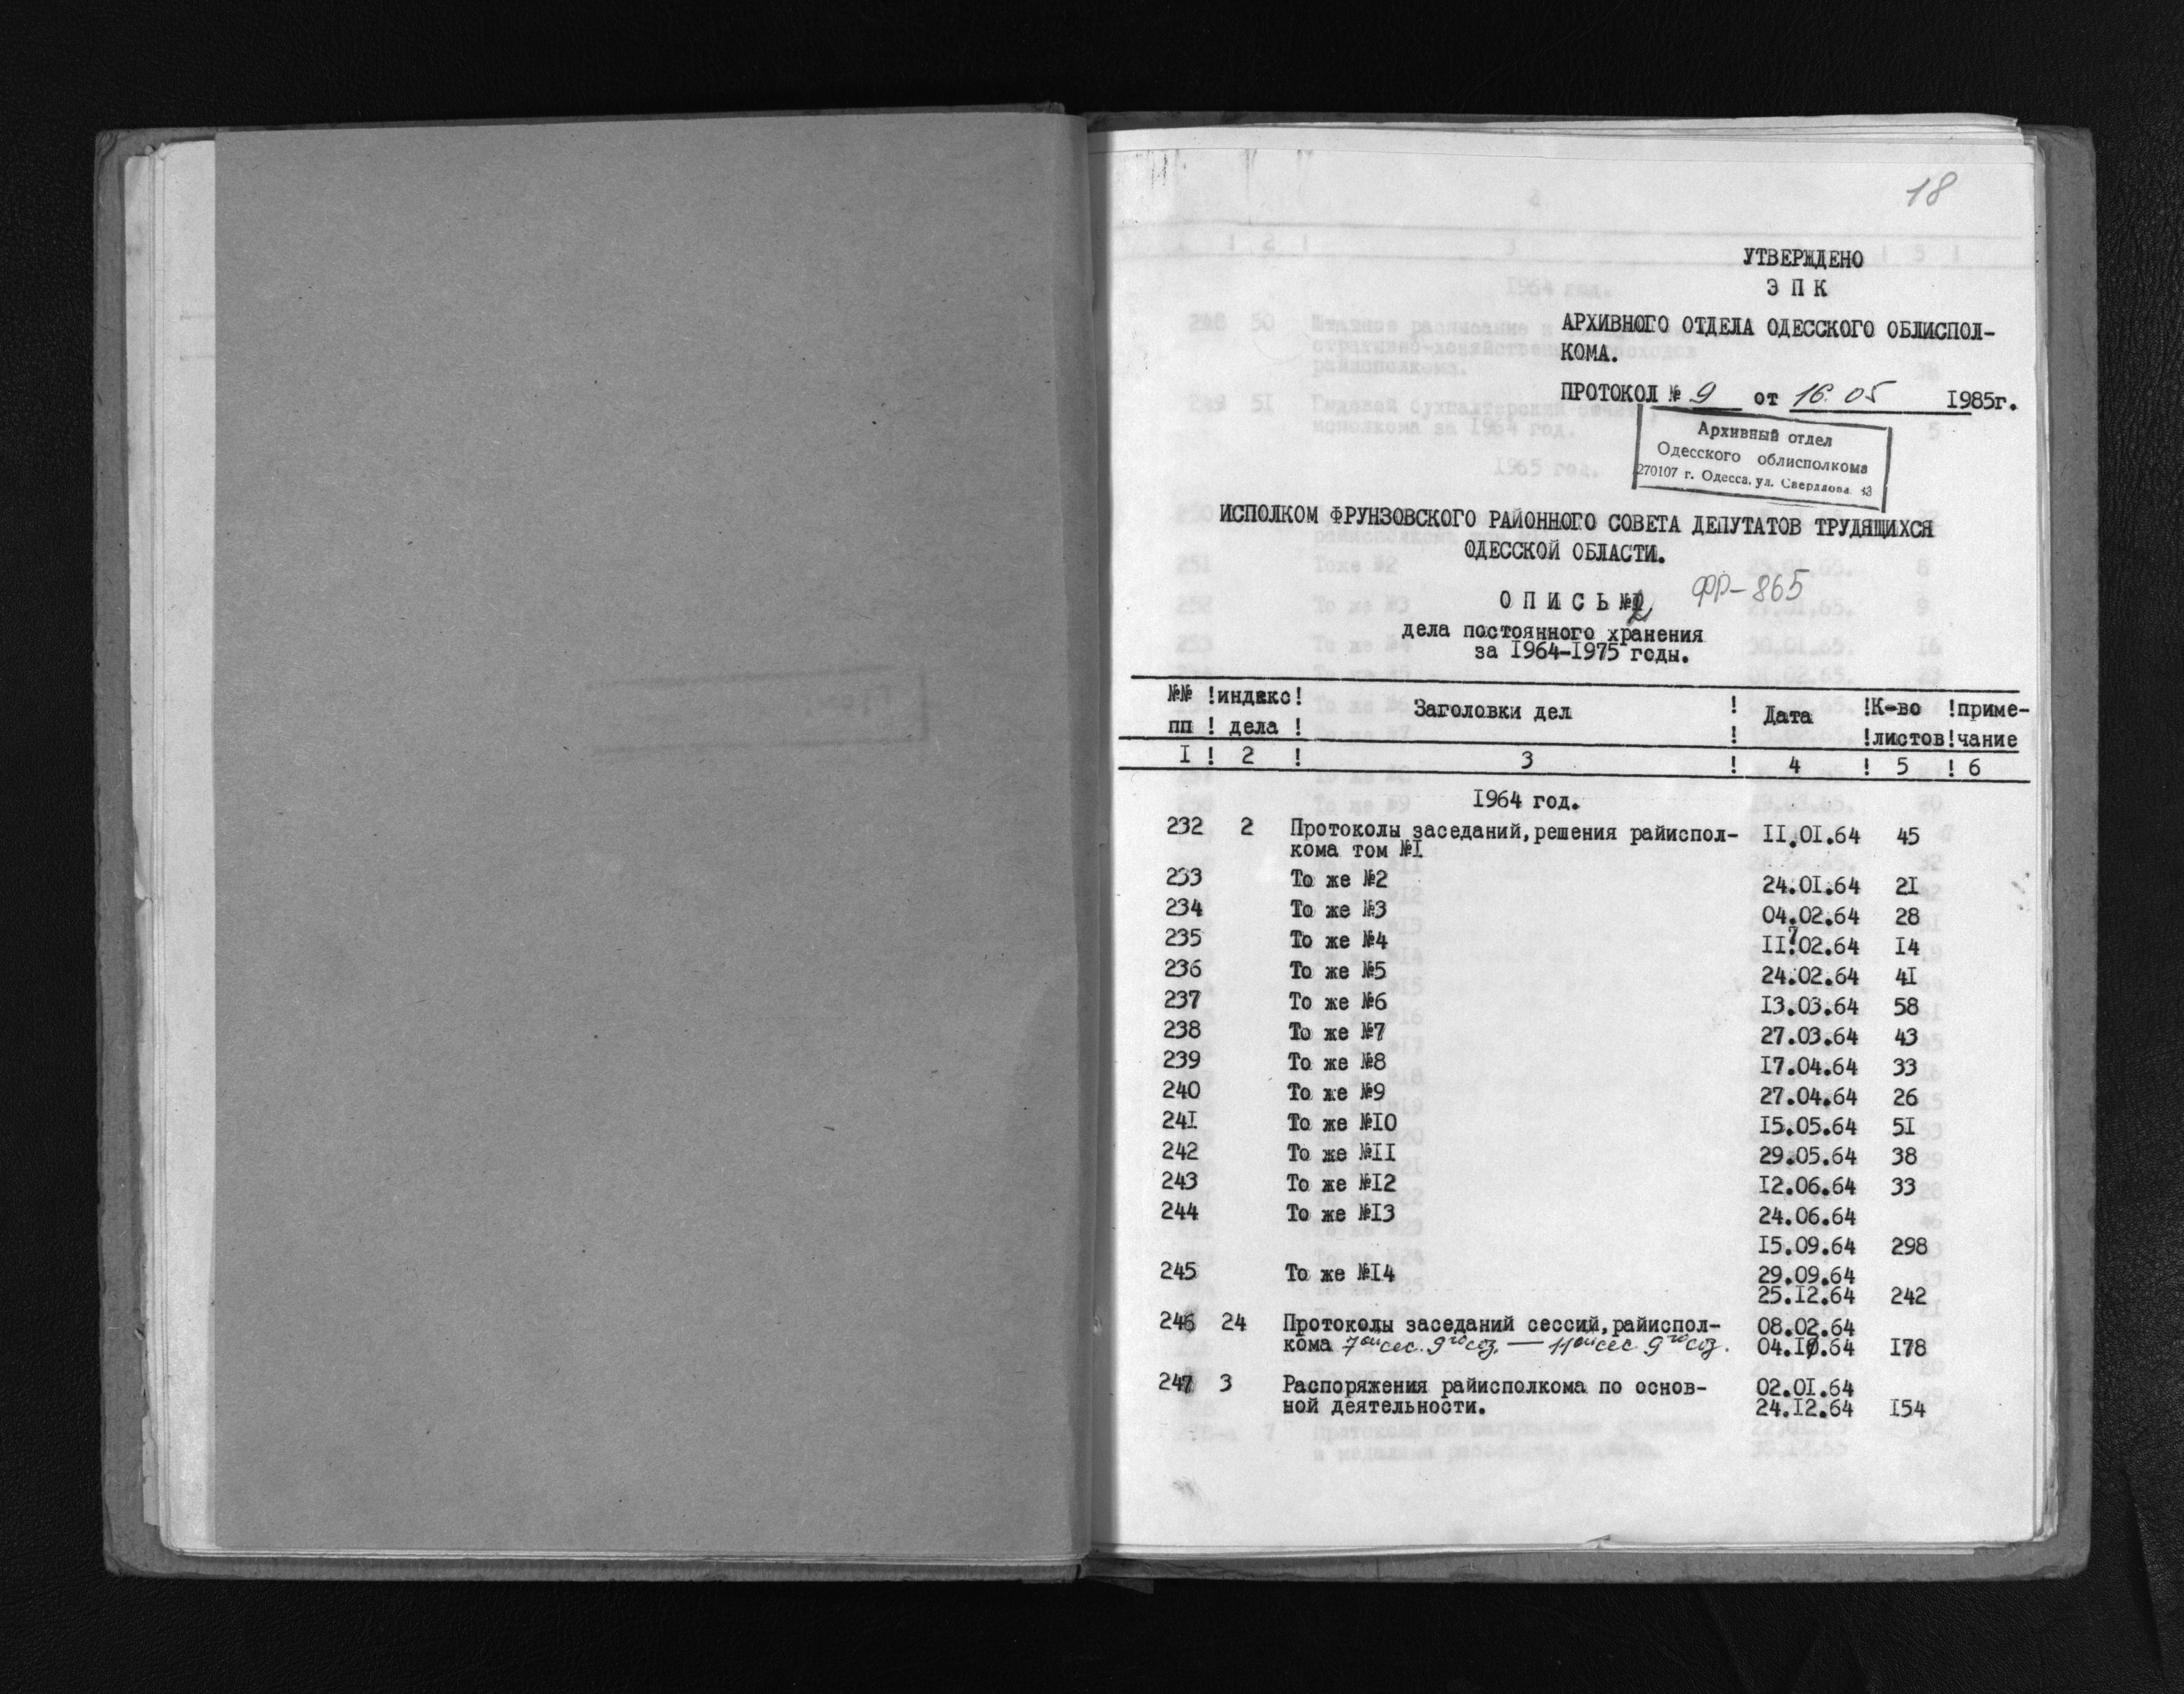 18
УТВЕРЖДЕНО
Э П К
АРХИВНОГО ОТДЕЛА ОДЕССКОГО ОБЛИСПОЛ-
КОМА.
ПРОТОКОЛ № 9 от 16.05 1985г.
Архивный отдел
Одесского облисполкома
270107 г. Одесса, ул. Свердлова,
ИСПОЛКОМ ФРУНЗОВСКОГО РАЙОННОГО СОВЕТА ДЕПУТАТОВ ТРУДЯЩИХСЯ
ОДЕССКОЙ ОБЛАСТИ.
О П И С Ь №2 ФР-865
дела постоянного хранения
за 1964-1975 годы.
№№ !индекс! Заголовки дел ! Дата !К-во !приме-
пп ! дела ! ! !листов!чание
1 ! 2 ! 3 ! 4 ! 5 ! 6
1964 год.
232 2 Протоколы заседаний, решения райиспол- 11.01.64 45
кома том №1
233 То же №2 24.01.64 21
234 То же №3 04.02.64 28
235 То же №4 11.02.64 14
236 То же №5 24.02.64 41
237 То же №6 13.03.64 58
238 То же №7 27.03.64 43
239 То же №8 17.04.64 33
240 То же №9 27.04.64 26
241 То же №10 15.05.64 51
242 То же №11 29.05.64 38
243 То же №12 12.06.64 33
244 То же №13 24.06.64
15.09.64 298
245 То же №14 29.09.64
25.12.64 242
246 24 Протоколы заседаний сессий, райиспол- 08.02.64
кома 7ой сес. 9го соз. — 11ой сес 9го соз. 04.10.64 178
247 3 Распоряжения райисполкома по основ- 02.01.64
ной деятельности. 24.12.64 154